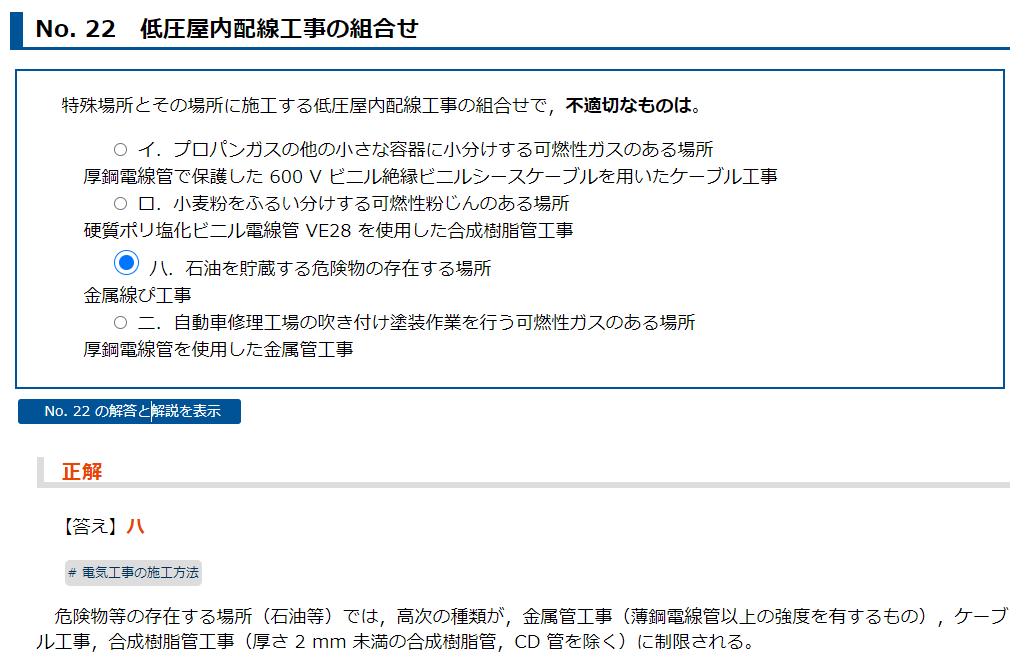 No. 22　低圧屋内配線工事の組合せ
特殊場所とその場所に施工する低圧屋内配線工事の組合せで，不適切なものは。
イ．プロパンガスの他の小さな容器に小分けする可燃性ガスのある場所
厚鋼電線管で保護した 600 V ビニル絶縁ビニルシースケーブルを用いたケーブル工事
ロ．小麦粉をふるい分けする可燃性粉じんのある場所
硬質ポリ塩化ビニル電線管 VE28 を使用した合成樹脂管工事
ハ．石油を貯蔵する危険物の存在する場所
金属線ぴ工事
ニ．自動車修理工場の吹き付け塗装作業を行う可燃性ガスのある場所
厚鋼電線管を使用した金属管工事
No. 22 の解答と解説を表示
正解
【答え】ハ
# 電気工事の施工方法
危険物等の存在する場所（石油等）では，高次の種類が，金属管工事（薄鋼電線管以上の強度を有するもの），ケーブ
ル工事，合成樹脂管工事（厚さ 2 mm 未満の合成樹脂管，CD 管を除く）に制限される。